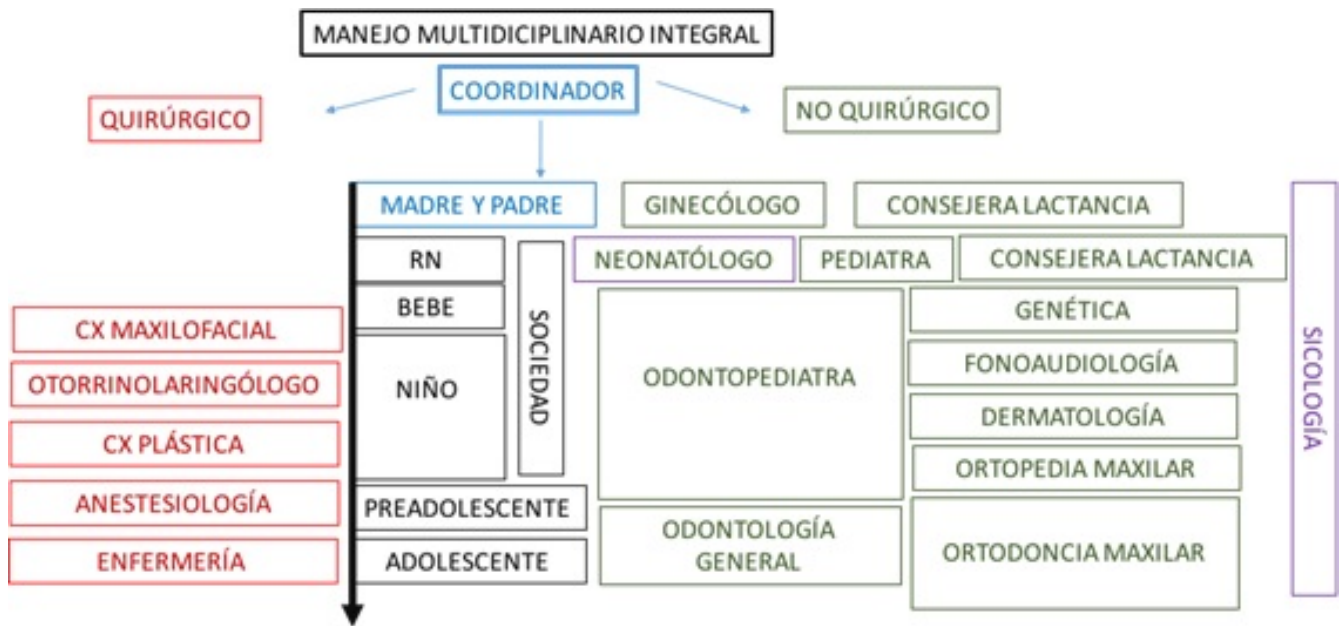 MANEJO MULTIDICIPLINARIO INTEGRAL
COORDINADOR
QUIRÚRGICO
NO QUIRÚRGICO
MADRE Y PADRE
GINECÓLOGO
CONSEJERA LACTANCIA
RN
NEONATÓLOGO
PEDIATRA
CONSEJERA LACTANCIA
BEBE
SOCIEDAD
GENÉTICA
SICOLOGÍA
CX MAXILOFACIAL
NIÑO
ODONTOPEDIATRA
FONOAUDIOLOGÍA
OTORRINOLARINGÓLOGO
DERMATOLOGÍA
CX PLÁSTICA
ORTOPEDIA MAXILAR
ANESTESIOLOGÍA
PREADOLESCENTE
ODONTOLOGÍA
GENERAL
ORTODONCIA MAXILAR
ENFERMERÍA
ADOLESCENTE